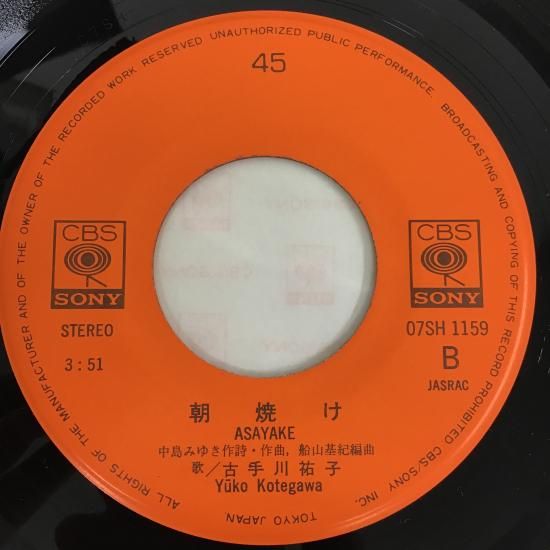 ALL RIGHTS OF THE MANUFACTURER AND OF THE OWNER OF THE RECORDED WORK RESERVED UNAUTHORIZED PUBLIC PERFORMANCE. BROADCASTING AND COPYING OF THIS RECORD PROHIBITED CBS/SONY INC.
TOKYO JAPAN
45
CBS
SONY
STEREO
3:51
CBS
SONY
07SH 1159
B
JASRAC
朝焼け
ASAYAKE
中島みゆき作詩・作曲,船山基紀編曲
歌/古手川祐子
Yūko Kotegawa